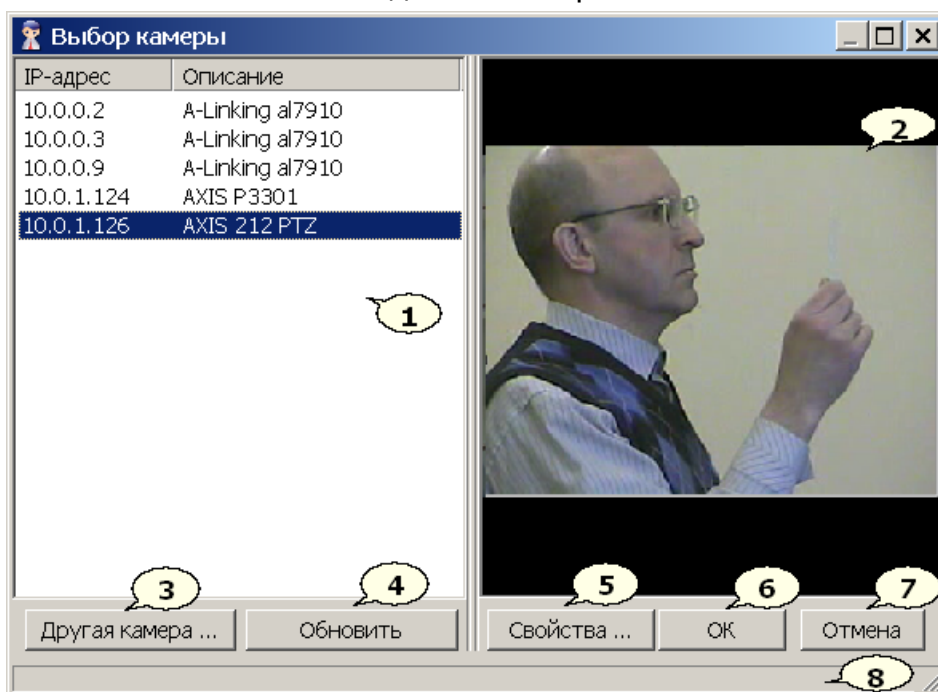 Выбор камеры
IP-адрес Описание
10.0.0.2 A-Linking al7910
10.0.0.3 A-Linking al7910
10.0.0.9 A-Linking al7910
10.0.1.124 AXIS P3301
10.0.1.126 AXIS 212 PTZ
2
1
3
4
5
6
7
Другая камера ... Обновить Свойства ... ОК Отмена
8